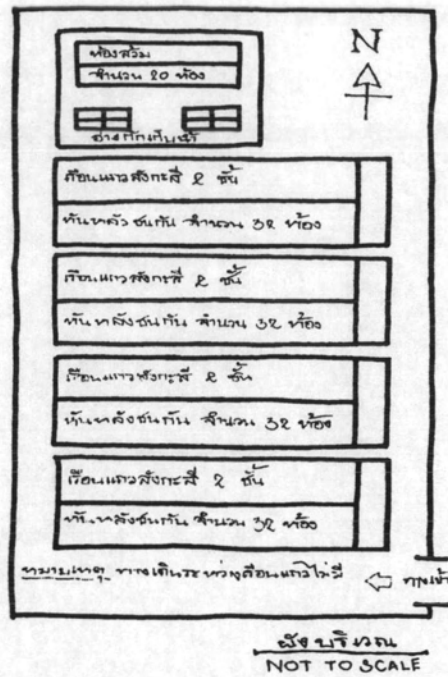 ห้องส้วม
จำนวน 20 ห้อง
N
อ่างกักเก็บน้ำ
เรือนแถวสังกะสี 2 ชั้น
หันหลังชนกัน จำนวน 32 ห้อง
เรือนแถวสังกะสี 2 ชั้น
หันหลังชนกัน จำนวน 32 ห้อง
เรือนแถวสังกะสี 2 ชั้น
หันหลังชนกัน จำนวน 32 ห้อง
เรือนแถวสังกะสี 2 ชั้น
หันหลังชนกัน จำนวน 32 ห้อง
หมายเหตุ ทางเดินระหว่างเรือนแถวไม่มี
ทางเข้า
ผังบริเวณ
NOT TO SCALE